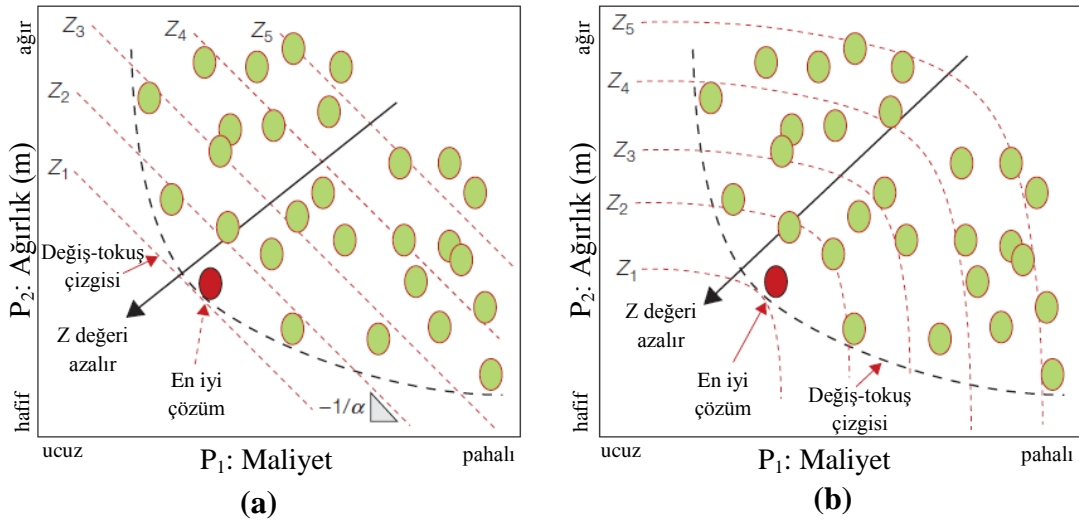 ağır
Z₃
Z₄
Z₅
Z₂
Z₁
P₂: Ağırlık (m)
Değiş-tokuş
çizgisi
Z değeri
azalır
En iyi
çözüm
−1/α
hafif
ucuz
P₁: Maliyet
pahalı
(a)
ağır
Z₅
Z₄
Z₃
Z₂
Z₁
P₂: Ağırlık (m)
Z değeri
azalır
En iyi
çözüm
Değiş-tokuş
çizgisi
hafif
ucuz
P₁: Maliyet
pahalı
(b)